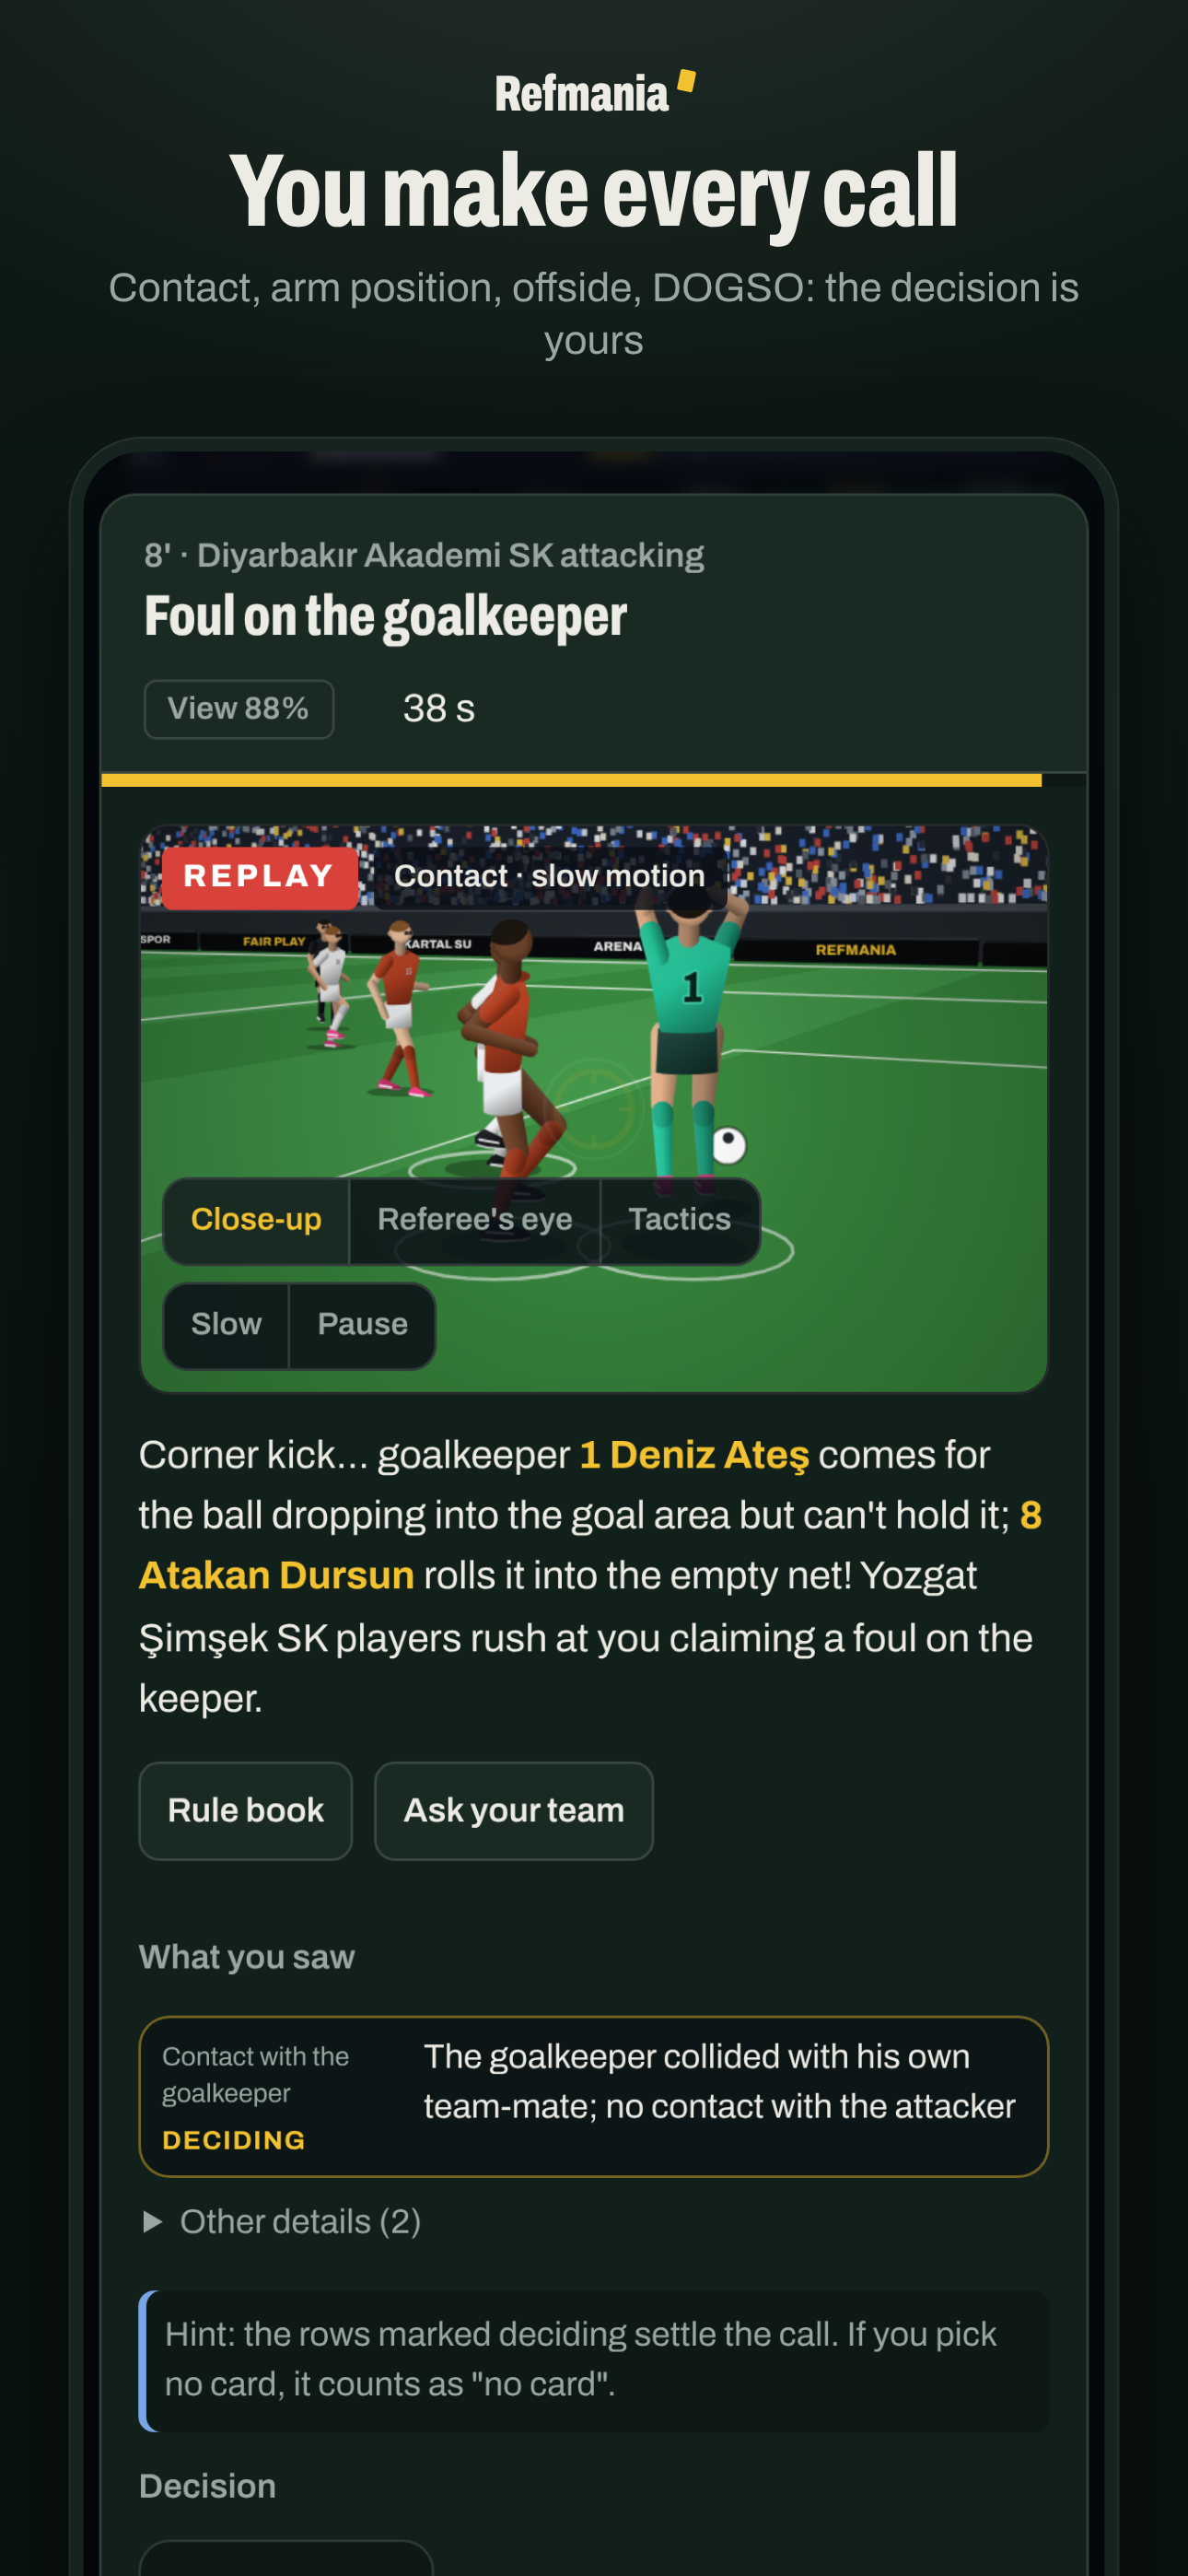 Refmania
You make every call
Contact, arm position, offside, DOGSO: the decision is
yours
8' · Diyarbakır Akademi SK attacking
Foul on the goalkeeper
View 88%
38 s
REPLAY
Contact · slow motion
SPOR
FAIR PLAY
KARTAL SU
ARENA
REFMANIA
1
Close-up
Referee's eye
Tactics
Slow
Pause
Corner kick... goalkeeper 1 Deniz Ateş comes for
the ball dropping into the goal area but can't hold it; 8
Atakan Dursun rolls it into the empty net! Yozgat
Şimşek SK players rush at you claiming a foul on the
keeper.
Rule book
Ask your team
What you saw
Contact with the
goalkeeper
DECIDING
The goalkeeper collided with his own
team-mate; no contact with the attacker
Other details (2)
Hint: the rows marked deciding settle the call. If you pick
no card, it counts as "no card".
Decision